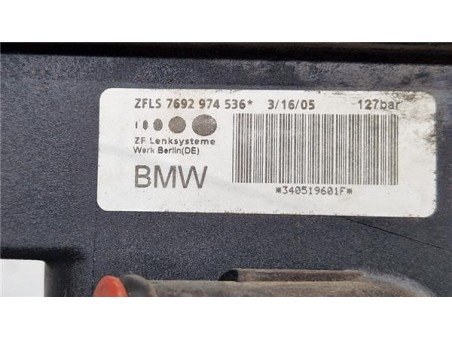 ZFLS 7692 974 536* 3/16/05 127bar
ZF Lenksysteme
Werk Berlin(DE)
BMW
*340519601F*